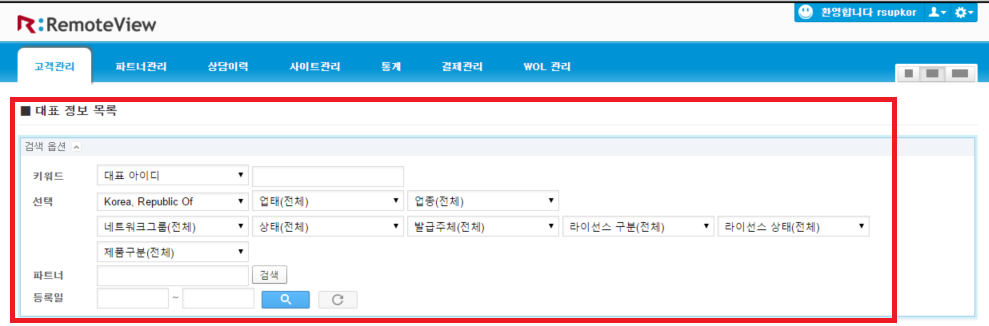 환영합니다 rsupkor
R:RemoteView
고객관리 파트너관리 상담이력 사이트관리 통계 결제관리 WOL 관리
■ 대표 정보 목록
검색 옵션
키워드 대표 아이디
선택 Korea, Republic Of 업태(전체) 업종(전체)
네트워크그룹(전체) 상태(전체) 발급주체(전체) 라이선스 구분(전체) 라이선스 상태(전체)
제품구분(전체)
파트너 검색
등록일 ~